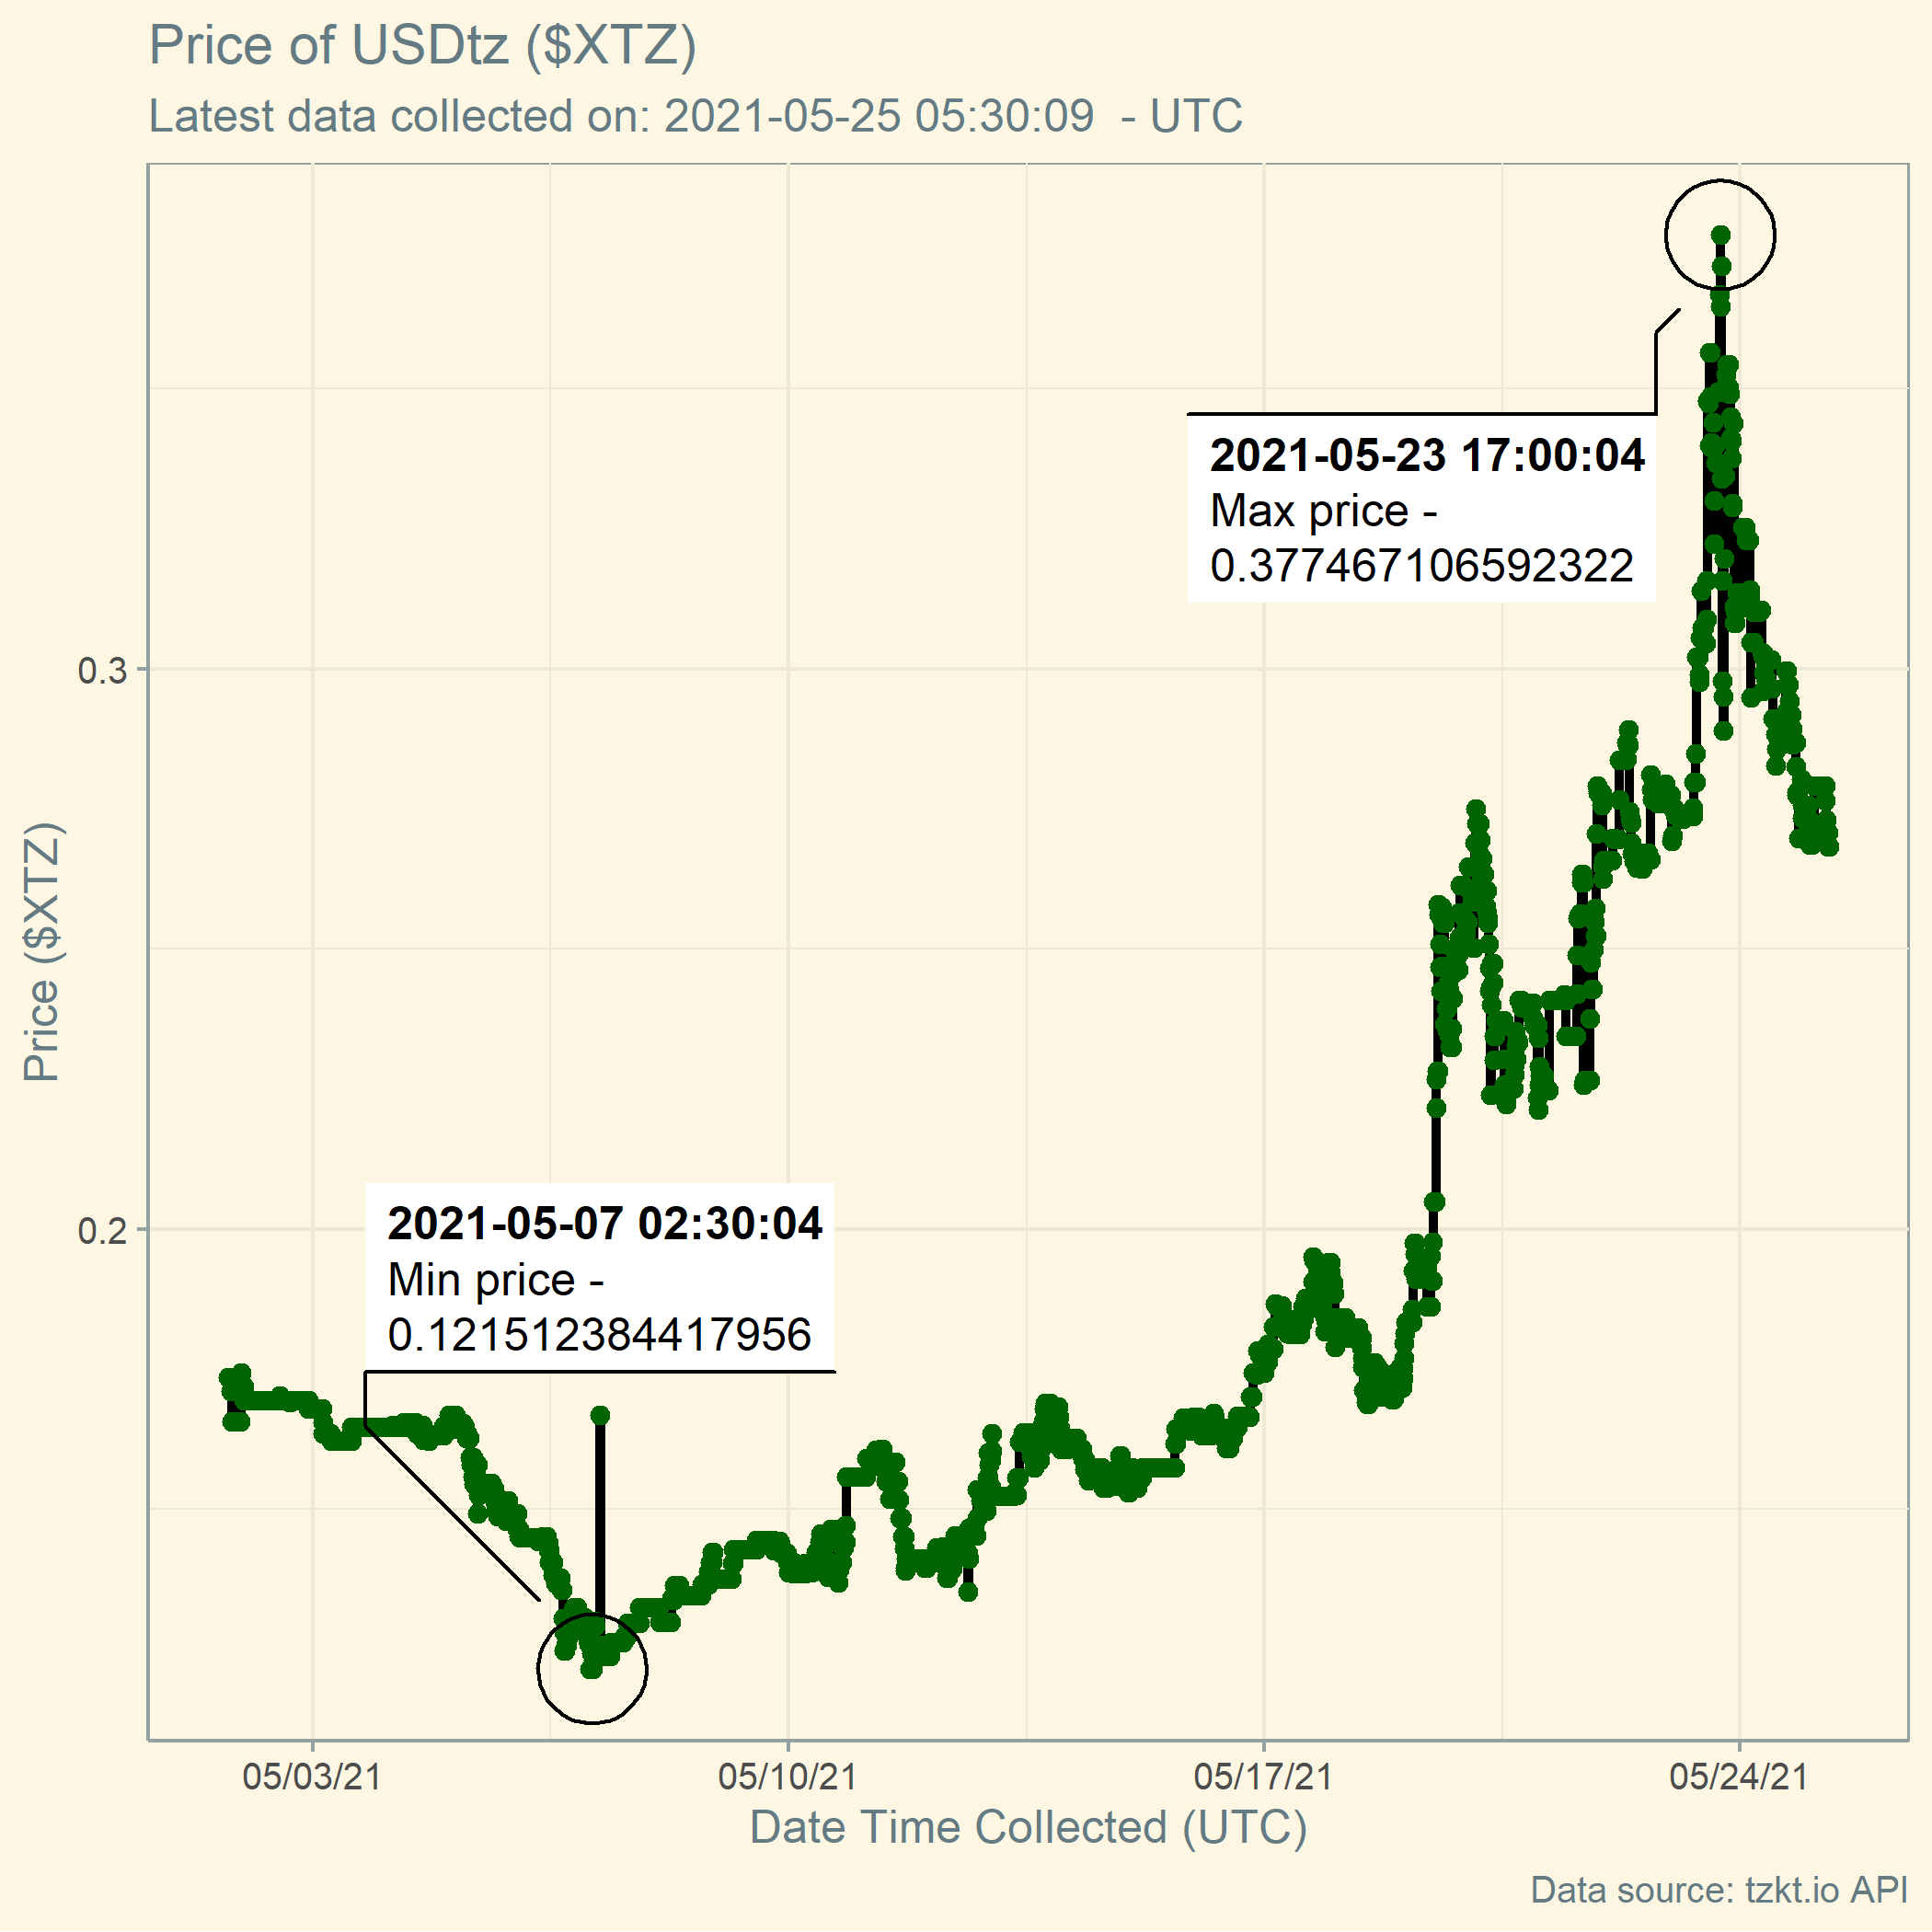 Price of USDtz ($XTZ)
Latest data collected on: 2021-05-25 05:30:09  - UTC
2021-05-23 17:00:04
Max price -
0.377467106592322
0.3
Price ($XTZ)
0.2
2021-05-07 02:30:04
Min price -
0.121512384417956
05/03/21
05/10/21
05/17/21
05/24/21
Date Time Collected (UTC)
Data source: tzkt.io API